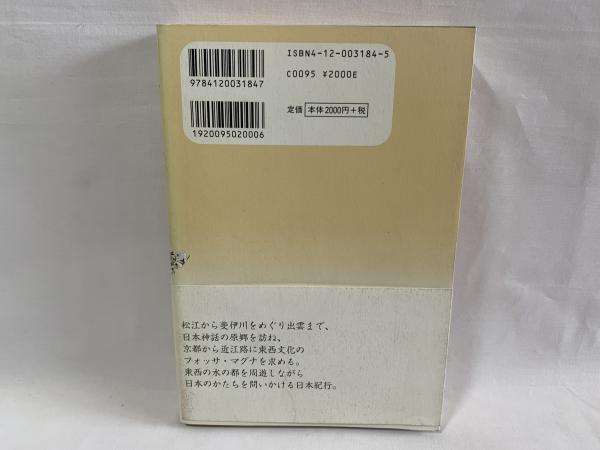 ISBN4-12-003184-5
C0095 ¥2000E
9784120031847
定価 本体2000円+税
1920095020006
松江から斐伊川をめぐり出雲まで、
日本神話の原郷を訪ね、
京都から近江路に東西文化の
フォッサ・マグナを求める。
東西の水の都を周遊しながら
日本のかたちを問いかける日本紀行。